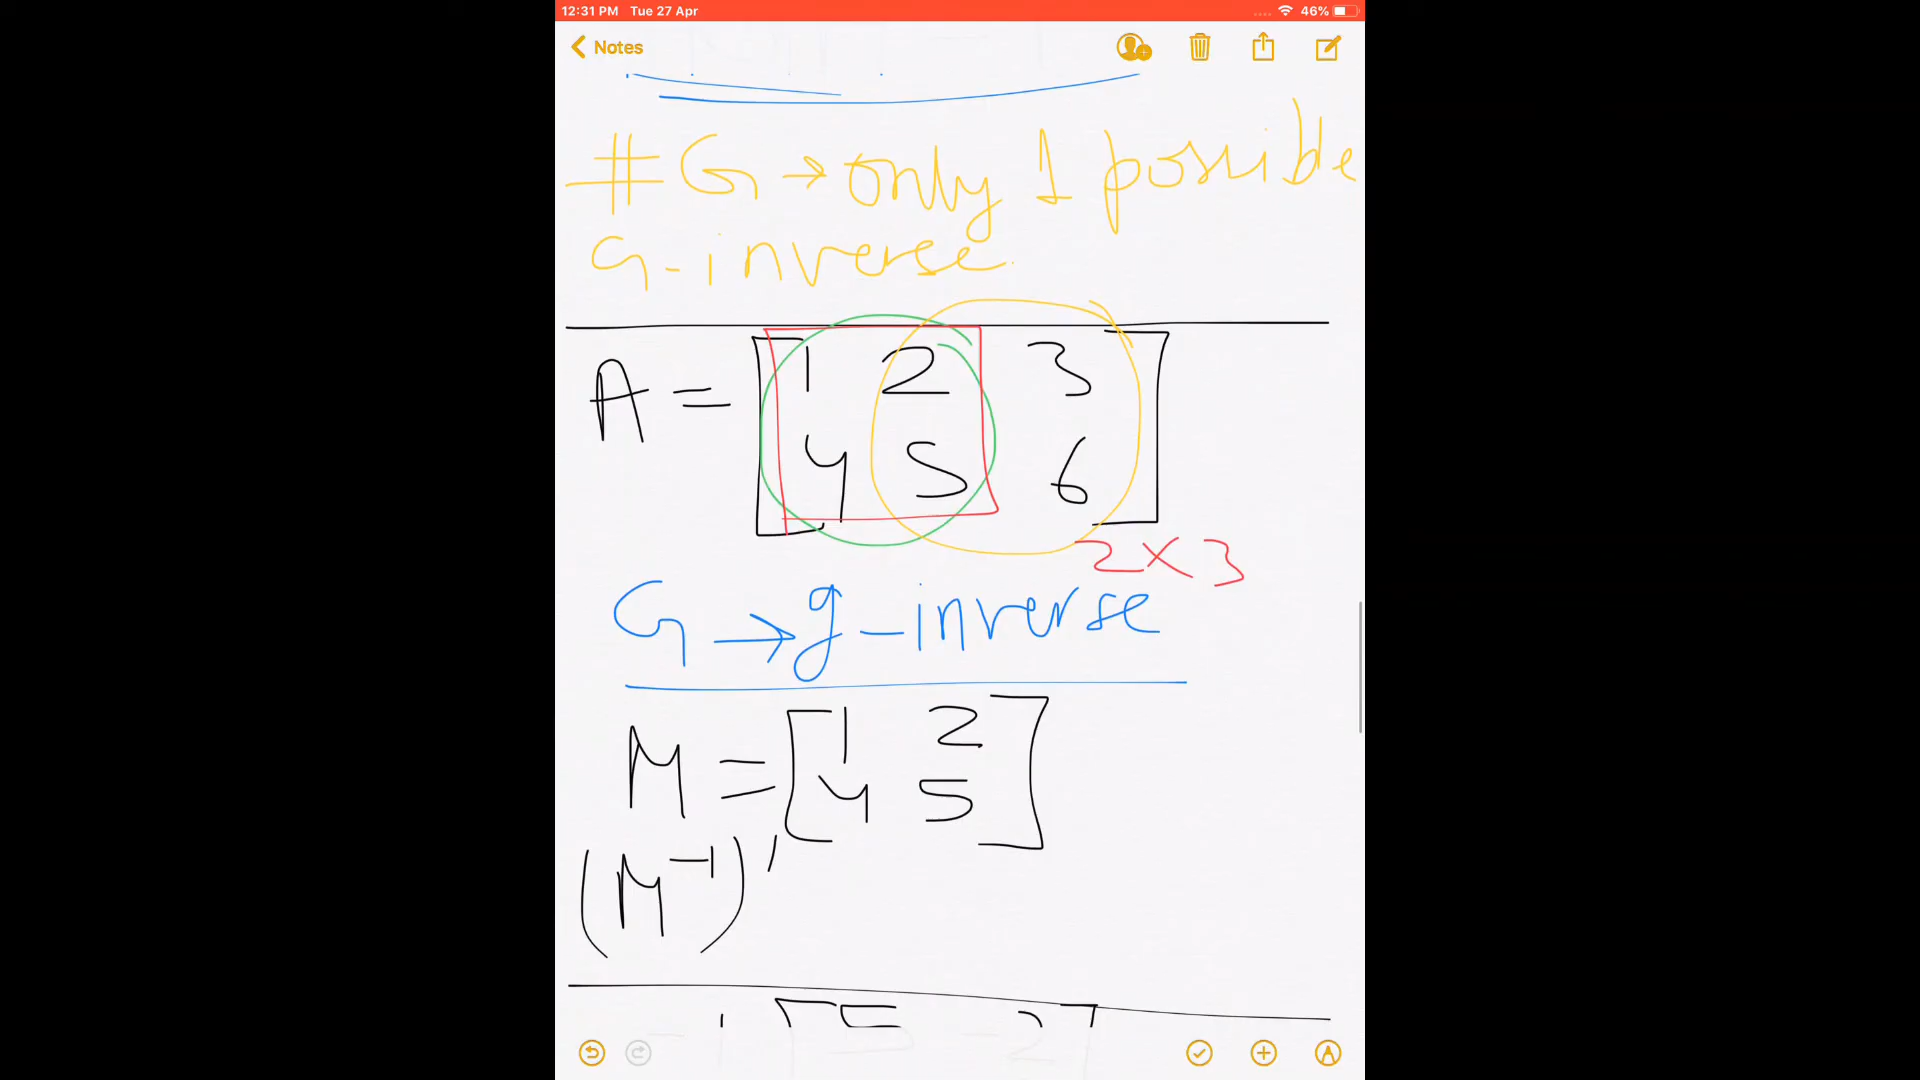 12:31 PM Tue 27 Apr 46%
Notes
# G → only 1 possible
G-inverse.
A = [ 1 2 3
4 5 6 ]
2×3
G → g-inverse
M = [ 1 2
4 5 ]
(M⁻¹)'